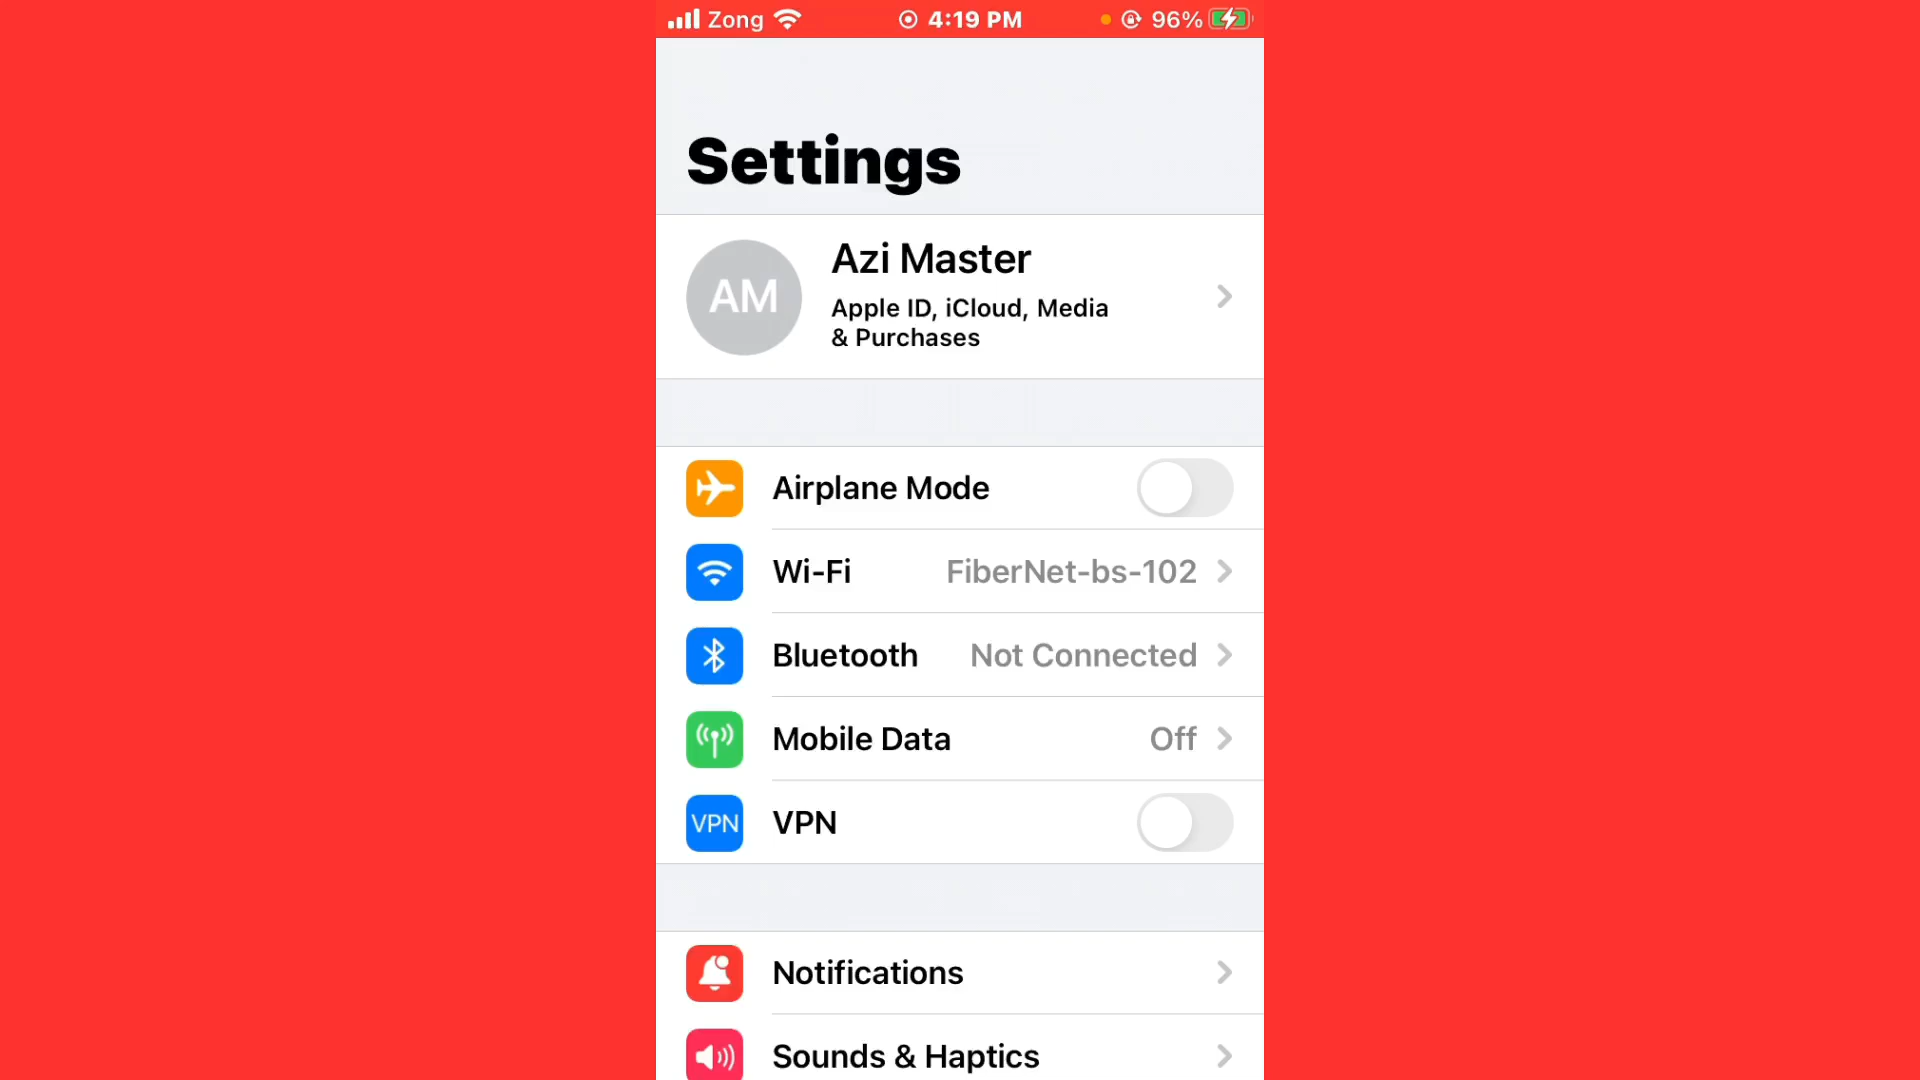 Zong 4:19 PM 96%
Settings
AM
Azi Master
Apple ID, iCloud, Media
& Purchases
Airplane Mode
Wi-Fi FiberNet-bs-102
Bluetooth Not Connected
Mobile Data Off
VPN VPN
Notifications
Sounds & Haptics